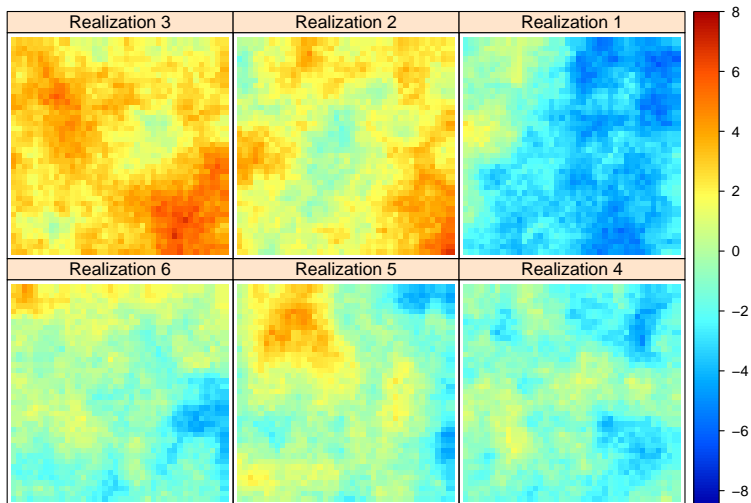 Realization 3
Realization 2
Realization 1
Realization 6
Realization 5
Realization 4
8
6
4
2
0
−2
−4
−6
−8